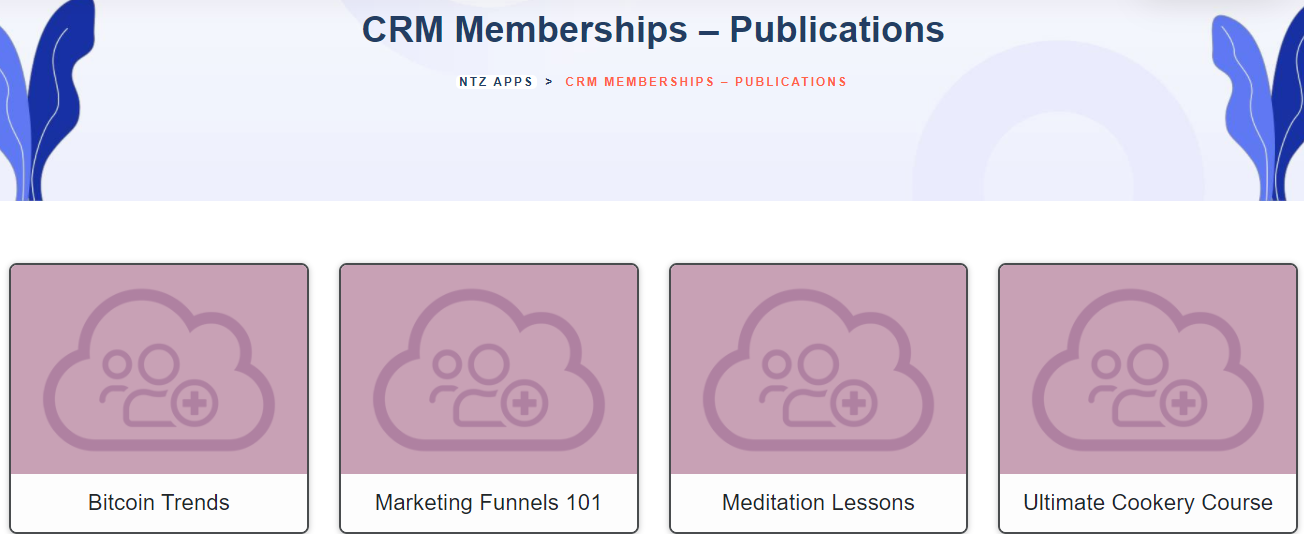 CRM Memberships – Publications
NTZ APPS > CRM MEMBERSHIPS – PUBLICATIONS
Bitcoin Trends
Marketing Funnels 101
Meditation Lessons
Ultimate Cookery Course